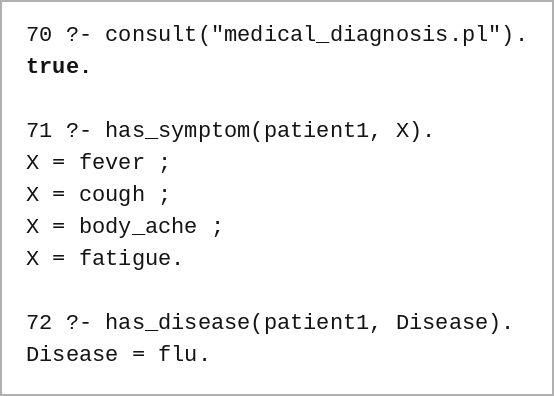 70 ?- consult("medical_diagnosis.pl").
true.
71 ?- has_symptom(patient1, X).
X = fever ;
X = cough ;
X = body_ache ;
X = fatigue.
72 ?- has_disease(patient1, Disease).
Disease = flu.